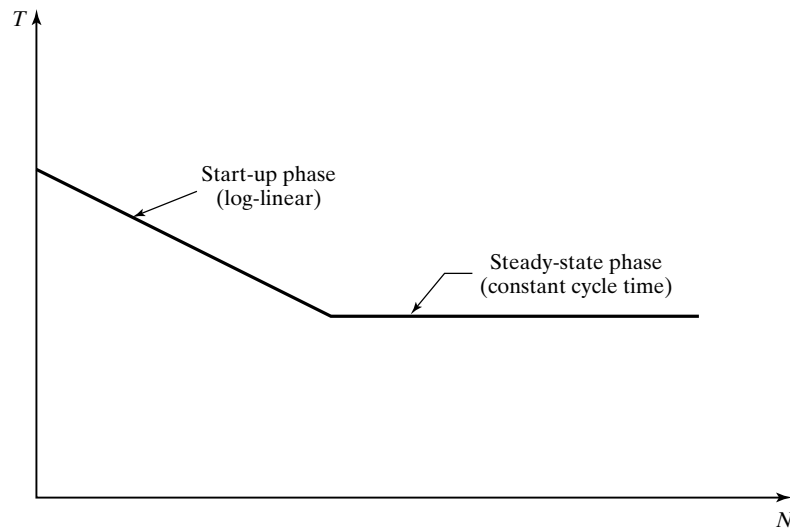 T
Start-up phase
(log-linear)
Steady-state phase
(constant cycle time)
N